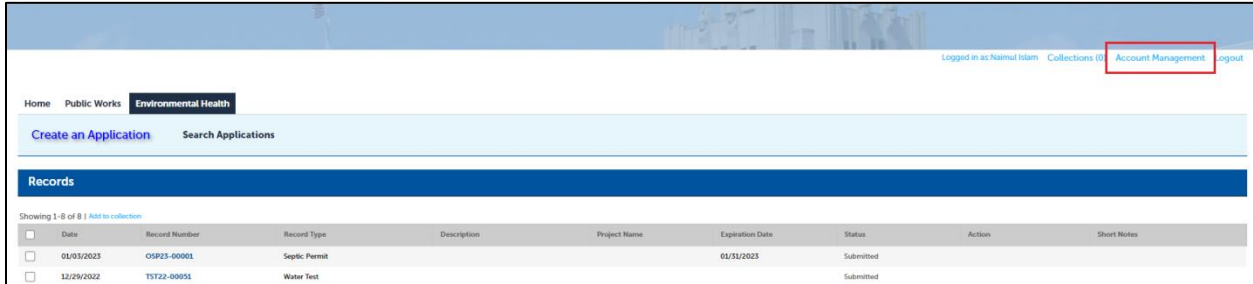 Logged in as:Naimul Islam Collections (0) Account Management Logout
Home Public Works Environmental Health
Create an Application Search Applications
Records
Showing 1-8 of 8 | Add to collection
Date Record Number Record Type Description Project Name Expiration Date Status Action Short Notes
01/03/2023 OSP23-00001 Septic Permit 01/31/2023 Submitted
12/29/2022 TST22-00051 Water Test Submitted